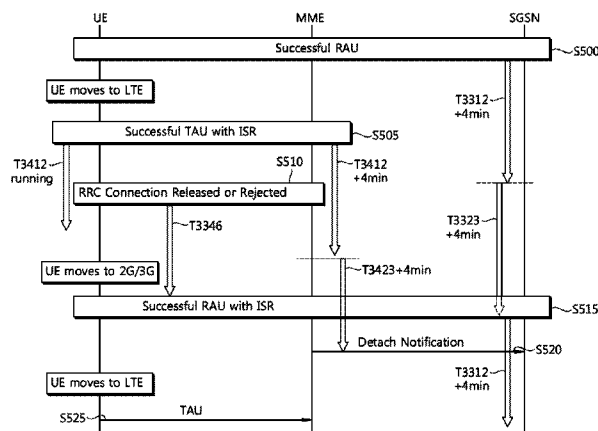 UE
MME
SGSN
Successful RAU
S500
UE moves to LTE
T3312
+4min
Successful TAU with ISR
S505
T3412
running
S510
T3412
+4min
RRC Connection Released or Rejected
T3346
T3323
+4min
UE moves to 2G/3G
T3423+4min
Successful RAU with ISR
S515
Detach Notification
S520
UE moves to LTE
T3312
+4min
S525
TAU